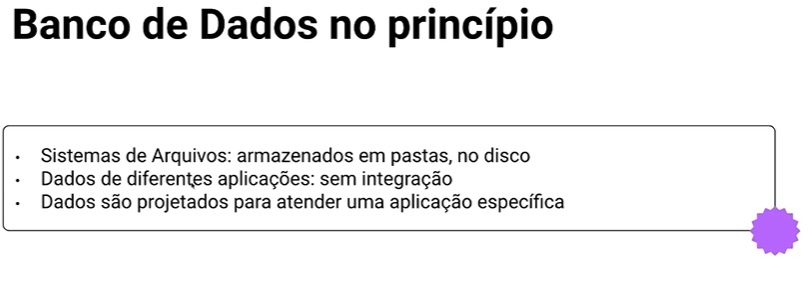 Banco de Dados no princípio
• Sistemas de Arquivos: armazenados em pastas, no disco
• Dados de diferentes aplicações: sem integração
• Dados são projetados para atender uma aplicação específica